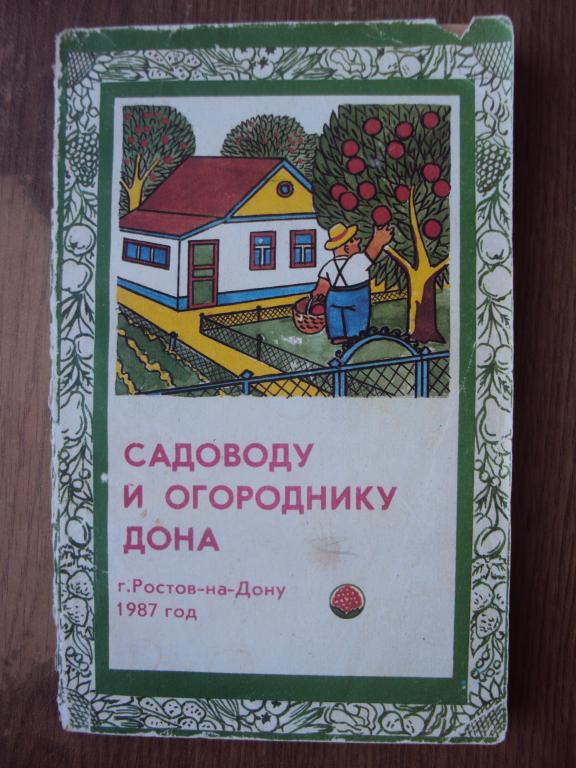 САДОВОДУ
И ОГОРОДНИКУ
ДОНА
г.Ростов-на-Дону
1987 год